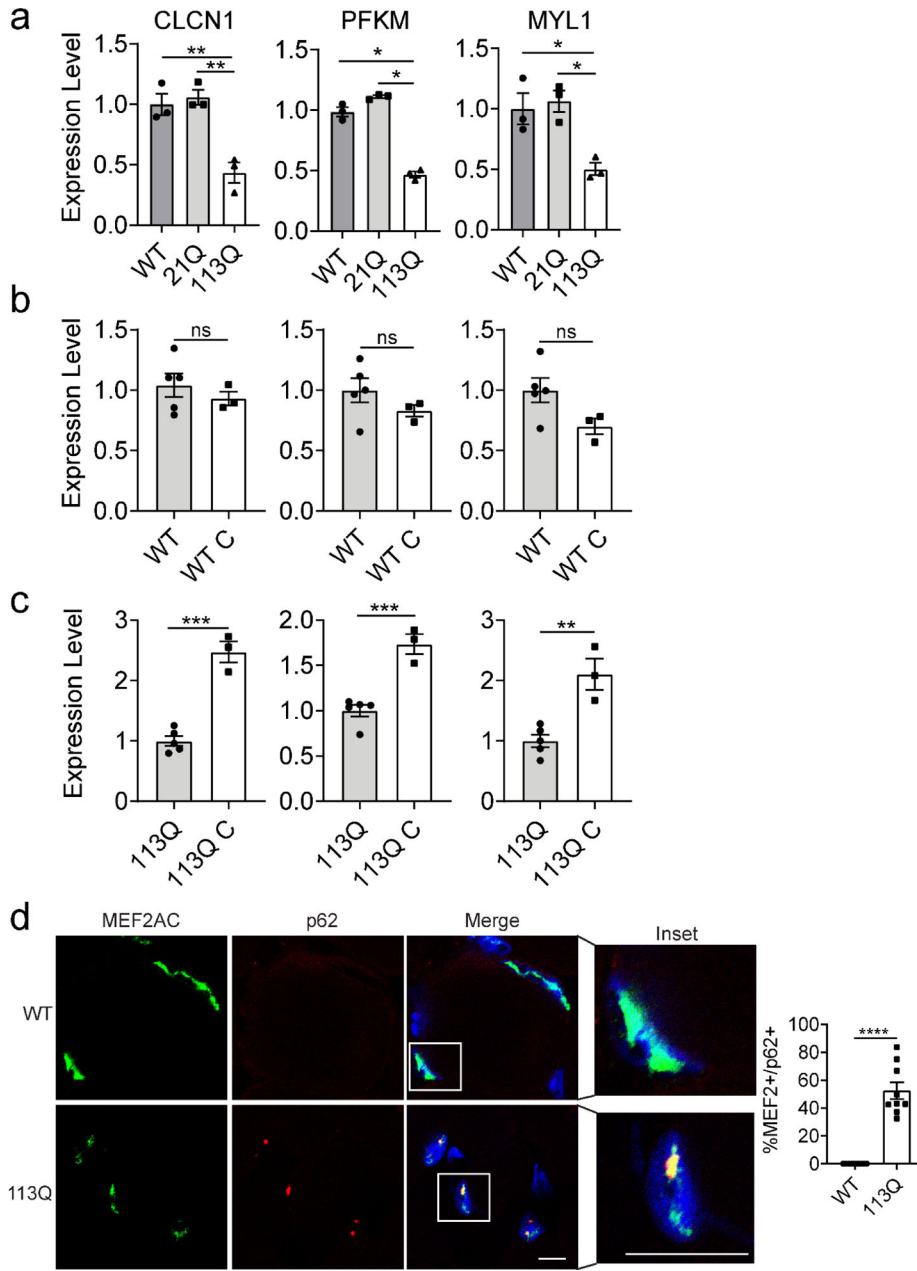 a
CLCN1 PFKM MYL1
Expression Level
1.5 1.0 0.5 0.0
** **
WT 21Q 113Q
1.5 1.0 0.5 0.0
* *
WT 21Q 113Q
1.5 1.0 0.5 0.0
* *
WT 21Q 113Q
b
Expression Level
1.5 1.0 0.5 0.0
ns
WT WT C
1.5 1.0 0.5 0.0
ns
WT WT C
1.5 1.0 0.5 0.0
ns
WT WT C
c
Expression Level
3 2 1 0
***
113Q 113Q C
2.0 1.5 1.0 0.5 0.0
***
113Q 113Q C
3 2 1 0
**
113Q 113Q C
d
MEF2AC p62 Merge Inset
WT
113Q
%MEF2+/p62+
100 80 60 40 20 0
****
WT 113Q